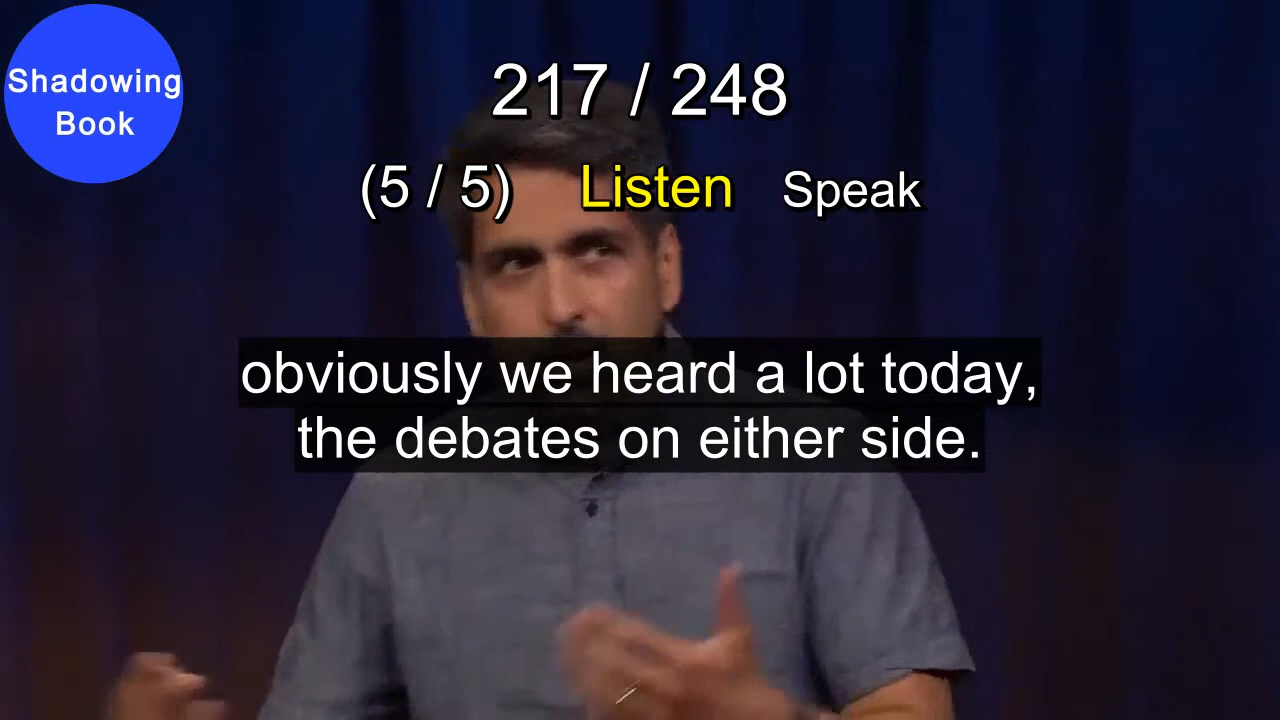 Shadowing
Book
217 / 248
(5 / 5) Listen Speak
obviously we heard a lot today,
the debates on either side.